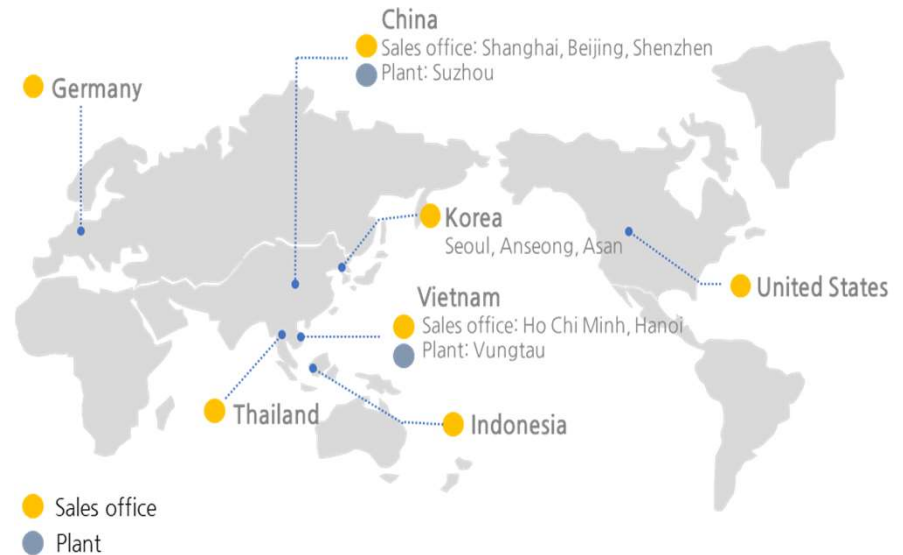 China
Sales office: Shanghai, Beijing, Shenzhen
Plant: Suzhou
Germany
Korea
Seoul, Anseong, Asan
United States
Vietnam
Sales office: Ho Chi Minh, Hanoi
Plant: Vungtau
Thailand
Indonesia
Sales office
Plant